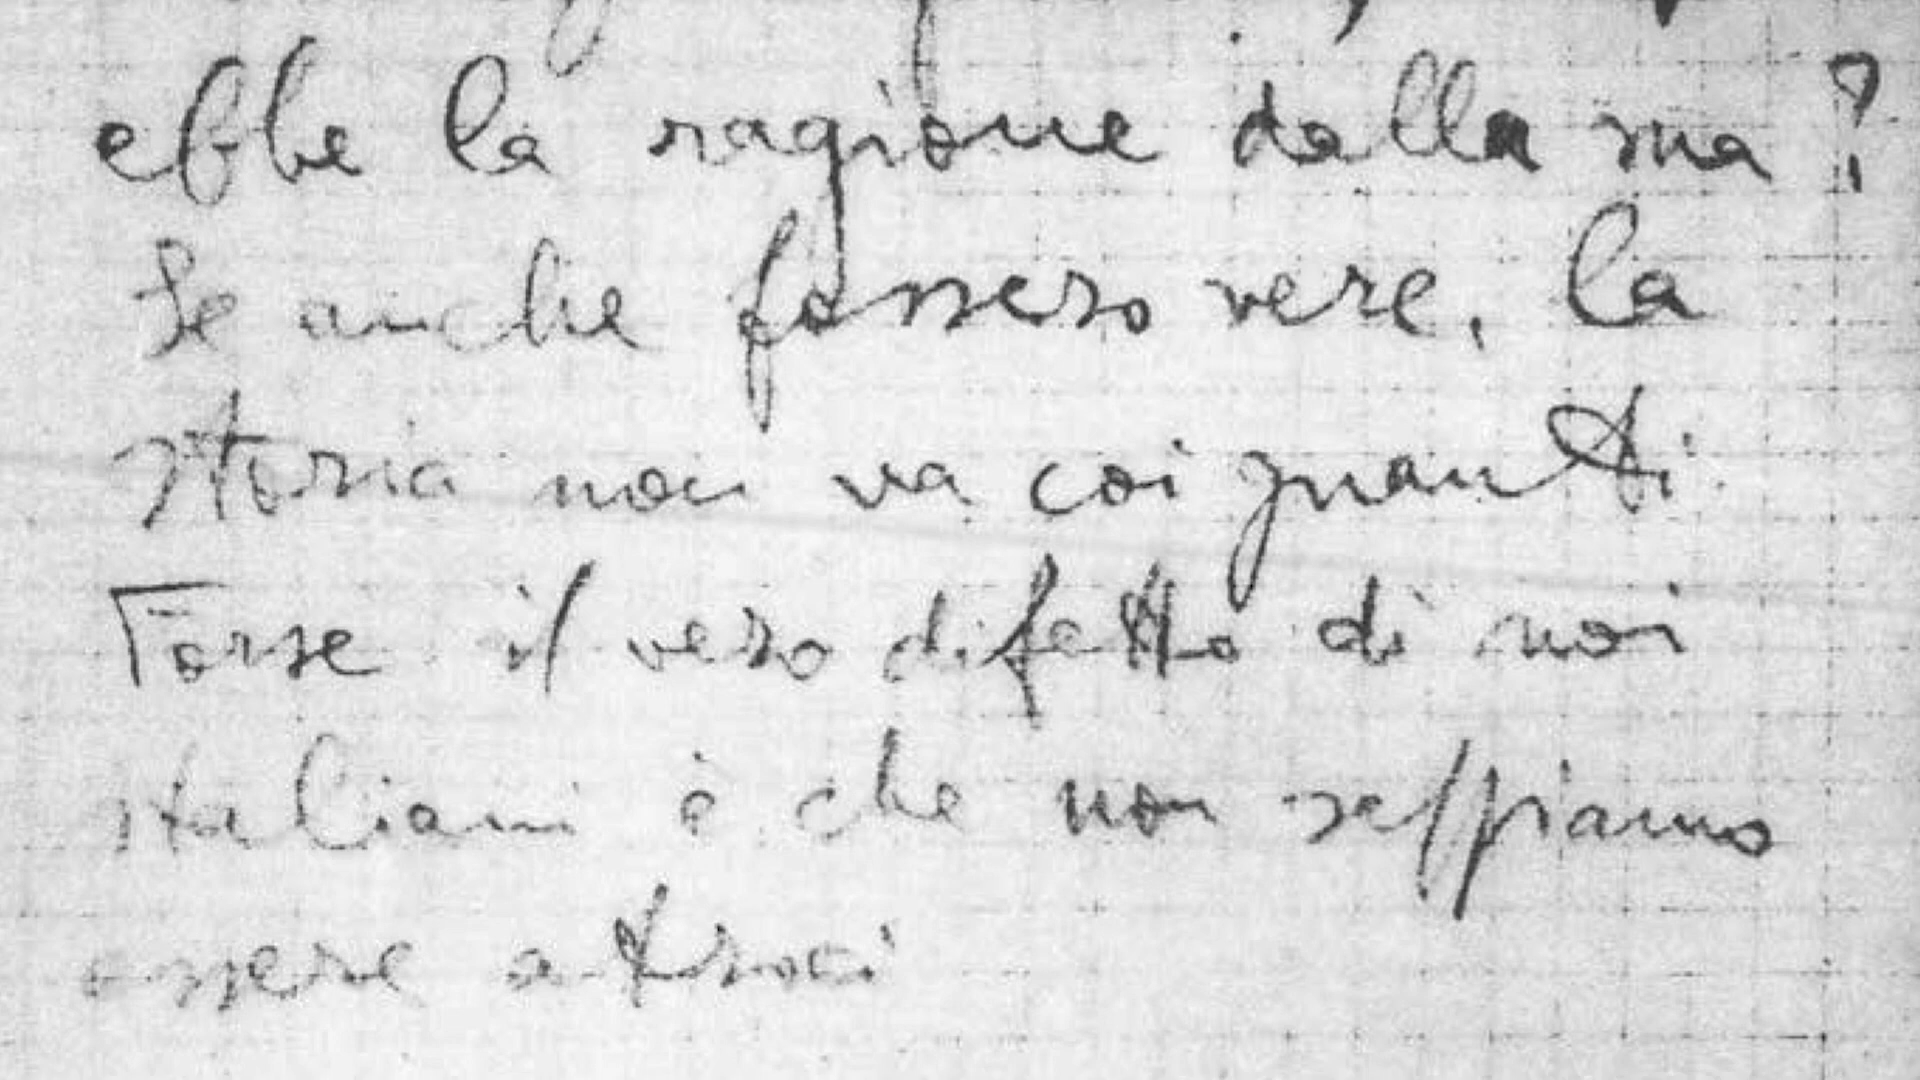 ebbe la ragione dalla sua?
Se anche fossero vere, la
storia non va coi guanti.
Forse il vero difetto di noi
italiani è che non sappiamo
essere atroci